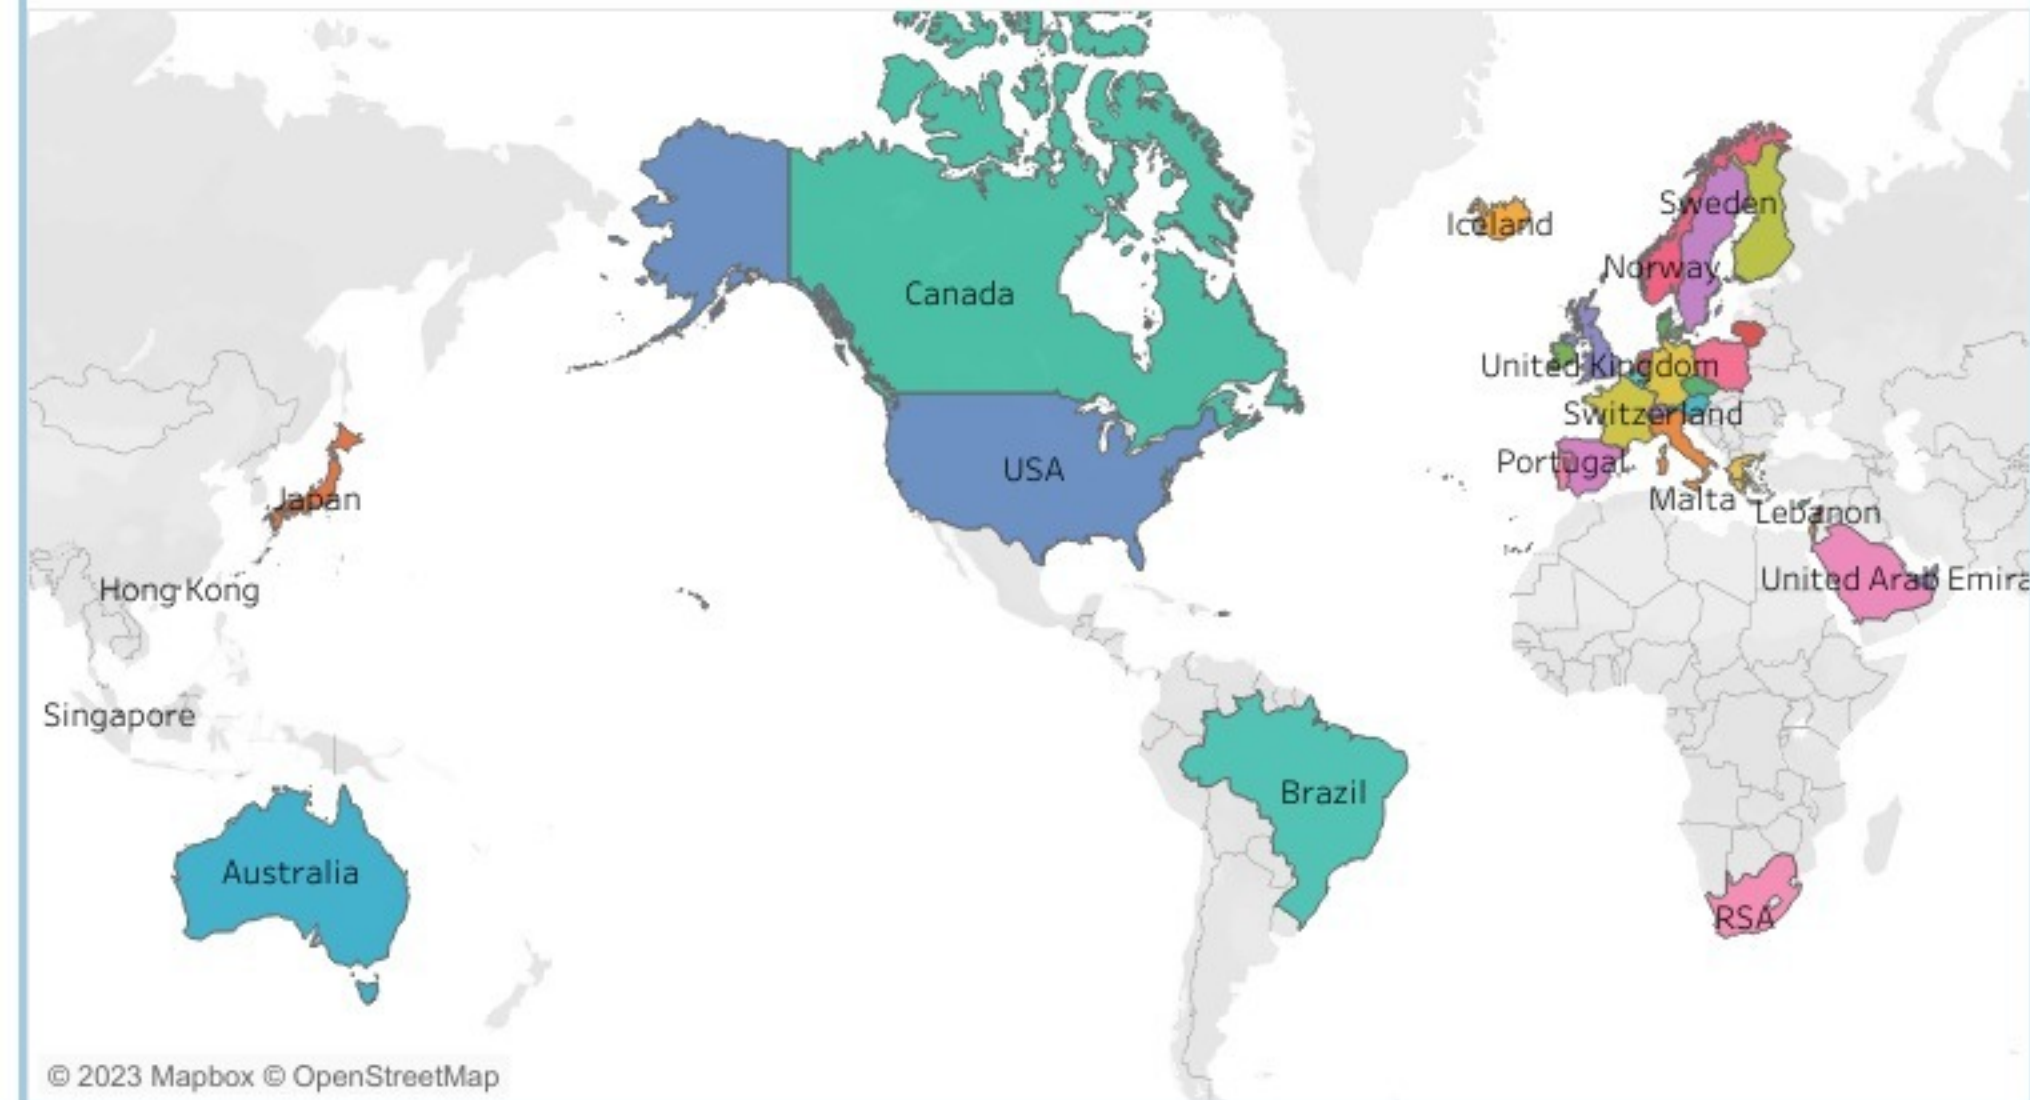 Sweden
Iceland
Norway
Canada
United Kingdom
Switzerland
Portugal
USA
Malta
Japan
Lebanon
United Arab Emira
Hong Kong
Singapore
Brazil
Australia
RSA
© 2023 Mapbox © OpenStreetMap